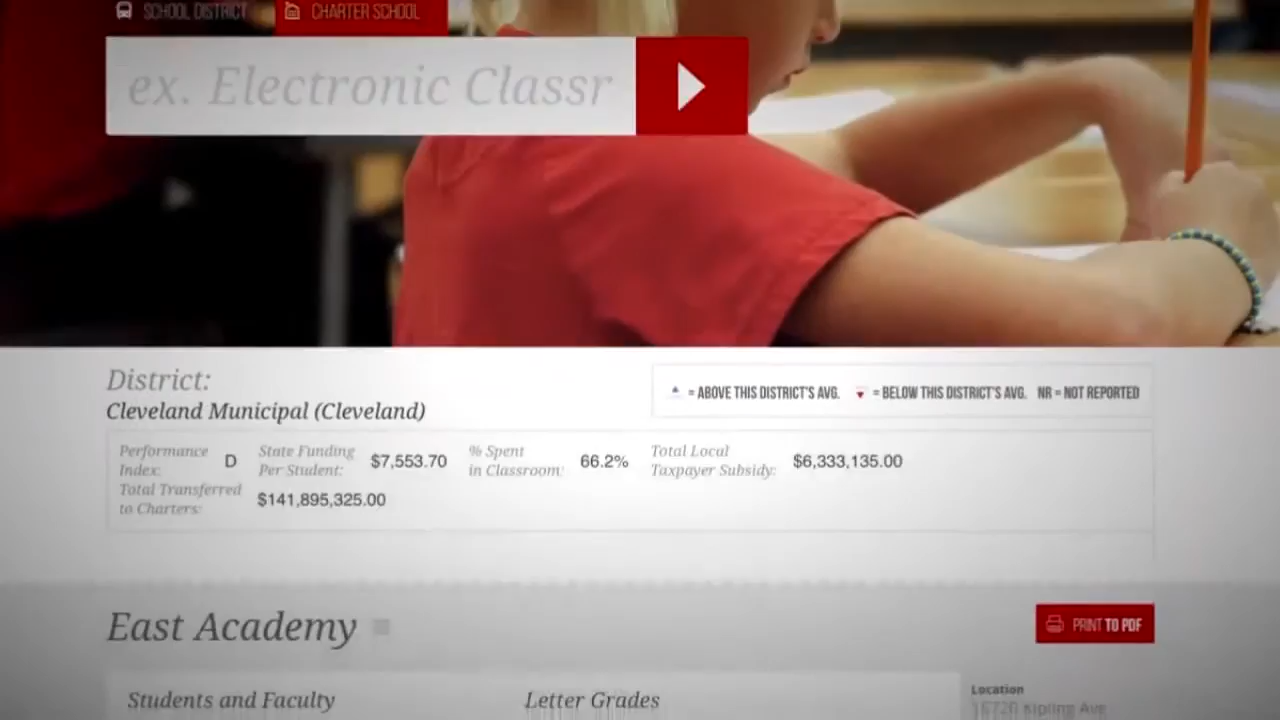 SCHOOL DISTRICT
CHARTER SCHOOL
ex. Electronic Classr
District:
Cleveland Municipal (Cleveland)
= ABOVE THIS DISTRICT'S AVG. = BELOW THIS DISTRICT'S AVG. NR = NOT REPORTED
Performance Index: D State Funding Per Student: $7,553.70 % Spent in Classroom: 66.2% Total Local Taxpayer Subsidy: $6,333,135.00
Total Transferred to Charters: $141,895,325.00
East Academy
PRINT TO PDF
Students and Faculty
Letter Grades
Location
Kipling Ave